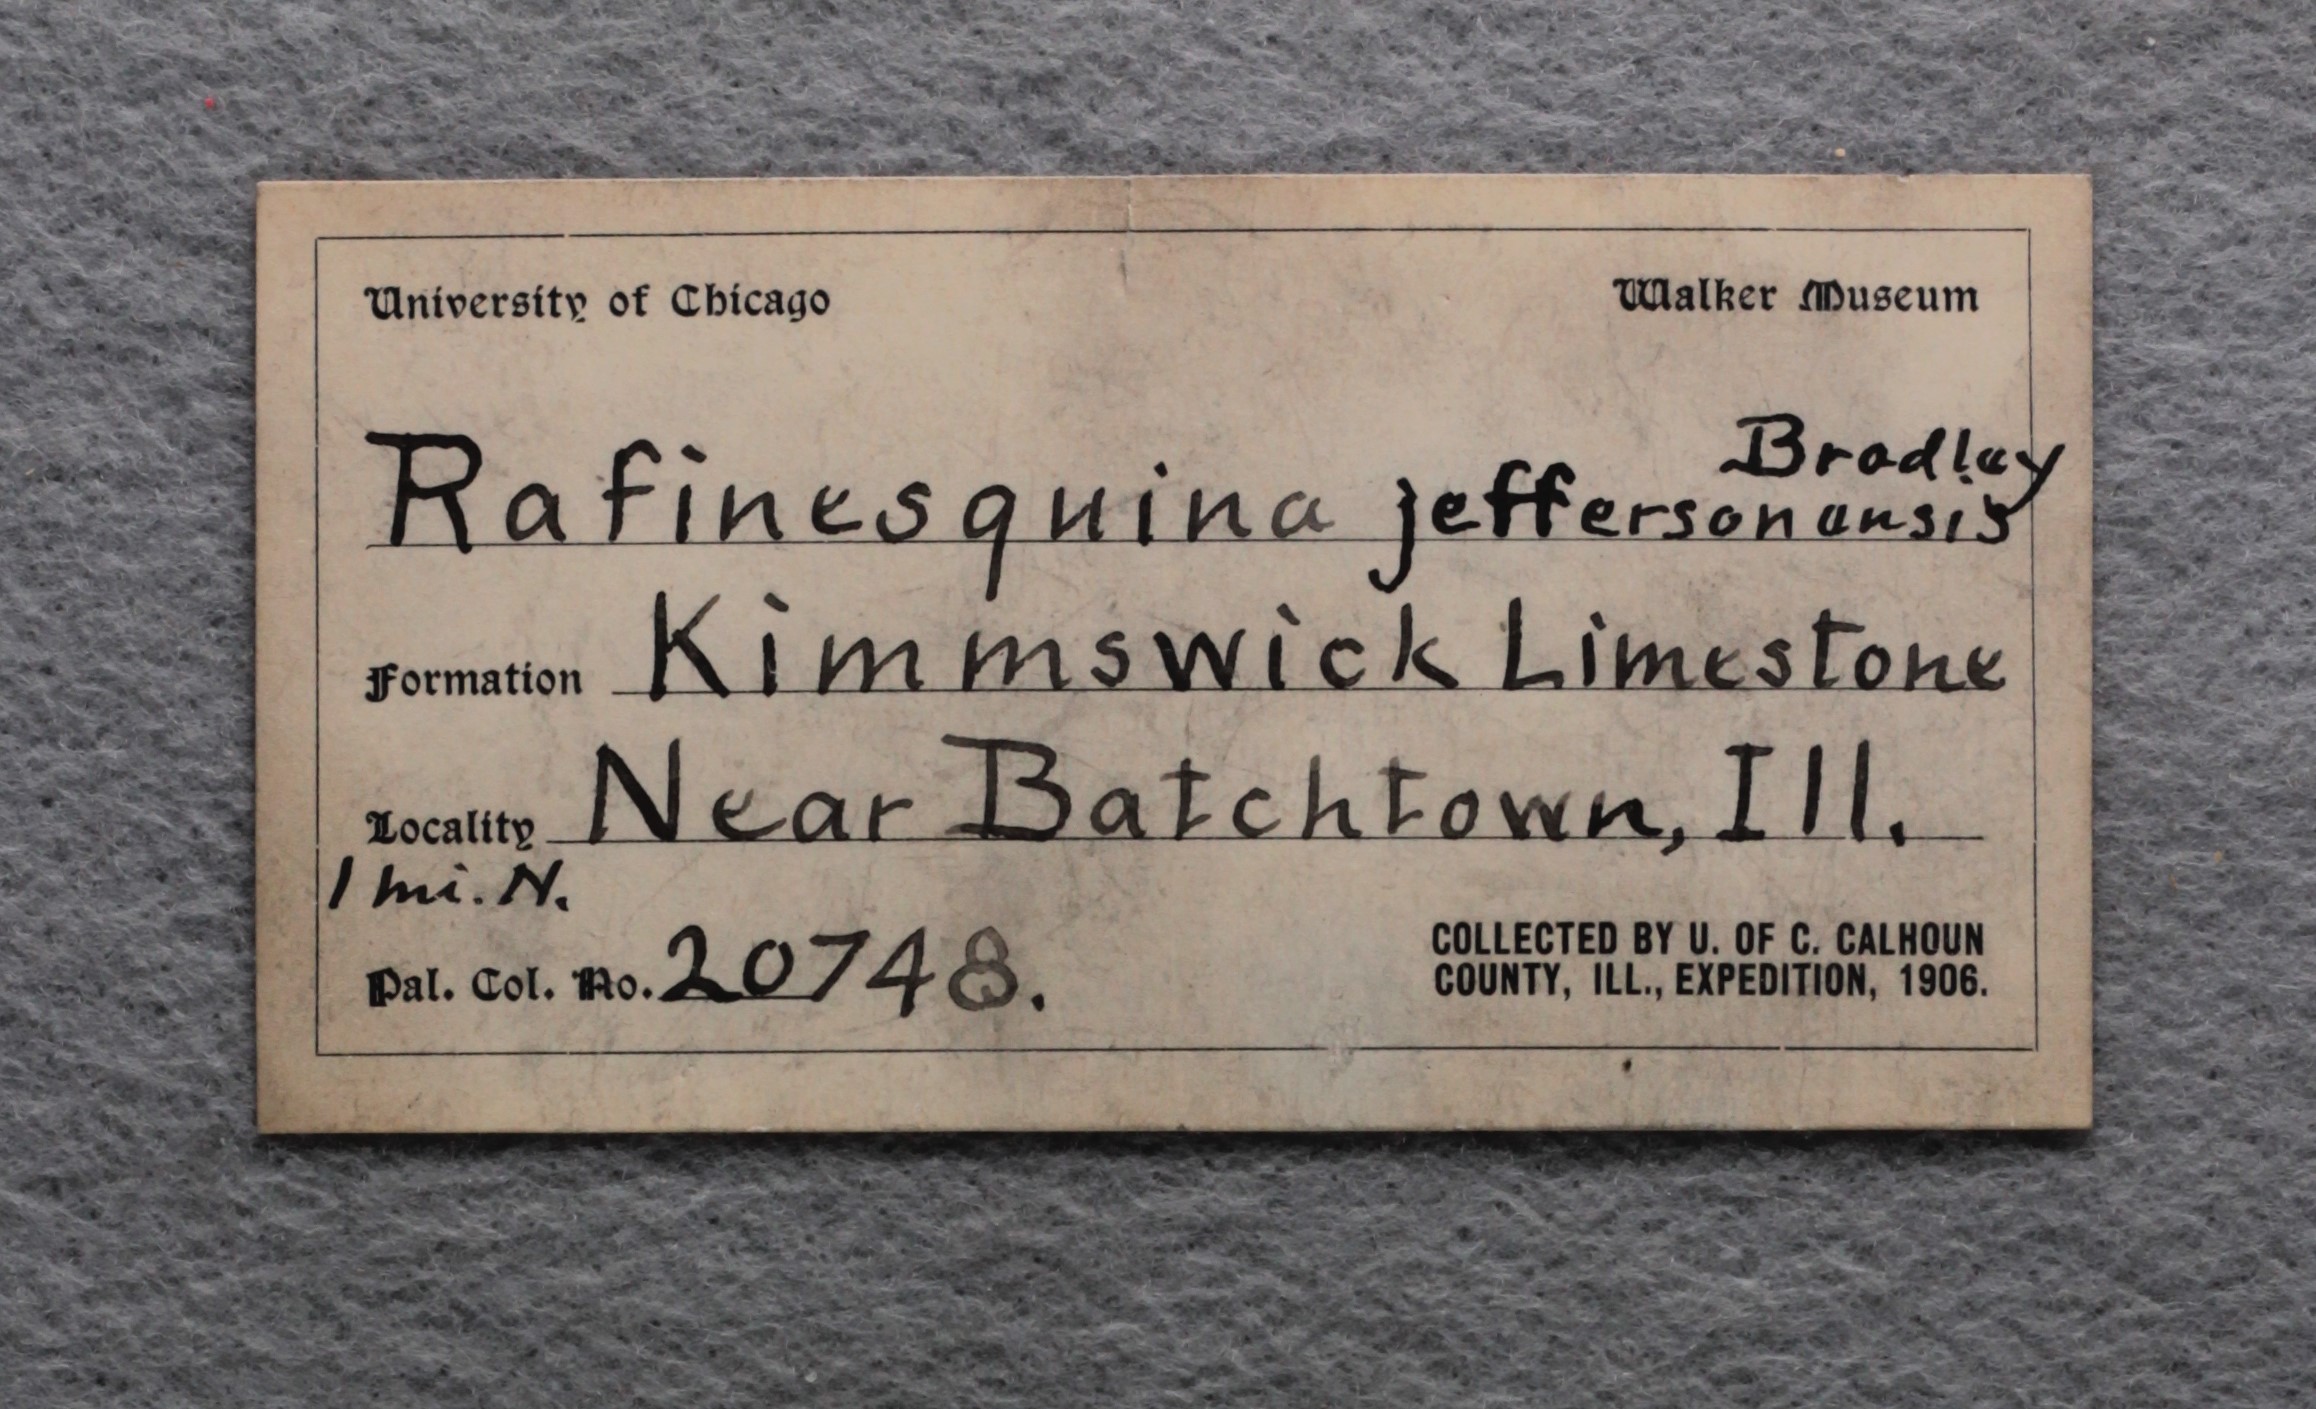 University of Chicago Walker Museum
Bradley
Rafinesquina jeffersonensis
Formation Kimmswick Limestone
Locality Near Batchtown, Ill.
1 mi. N.
Pal. Col. No. 20748.
COLLECTED BY U. OF C. CALHOUN
COUNTY, ILL., EXPEDITION, 1906.